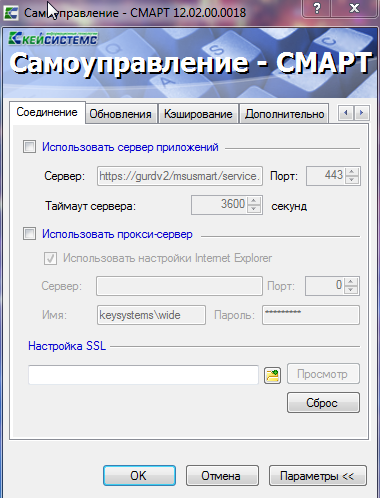 Самоуправление - СМАРT 12.02.00.0018
КЕЙСИСТЕМС
Самоуправление - СМАРТ
Соединение Обновления Кэширование Дополнительно
Использовать сервер приложений
Сервер: https://gurdv2/msusmart/service. Порт: 443
Таймаут сервера: 3600 секунд
Использовать прокси-сервер
Использовать настройки Internet Explorer
Сервер: Порт: 0
Имя: keysystems\wide Пароль: *********
Настройка SSL
Просмотр
Сброс
OK Отмена Параметры <<